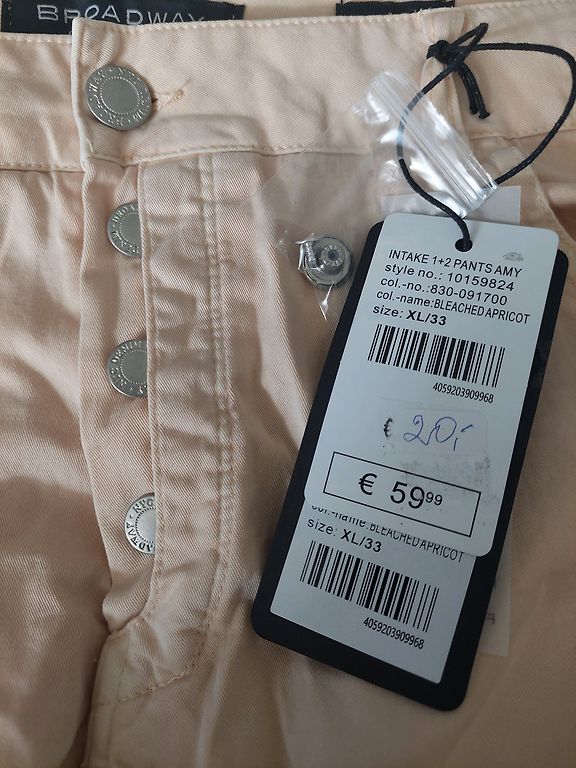 BROADWAY
INTAKE 1+2 PANTS AMY
style no.: 10159824
col.-no.:830-091700
col.-name:BLEACHED APRICOT
size: XL/33
4059203909968
€ 20,-
€ 59 99
col.-name:BLEACHED APRICOT
size: XL/33
4059203909968